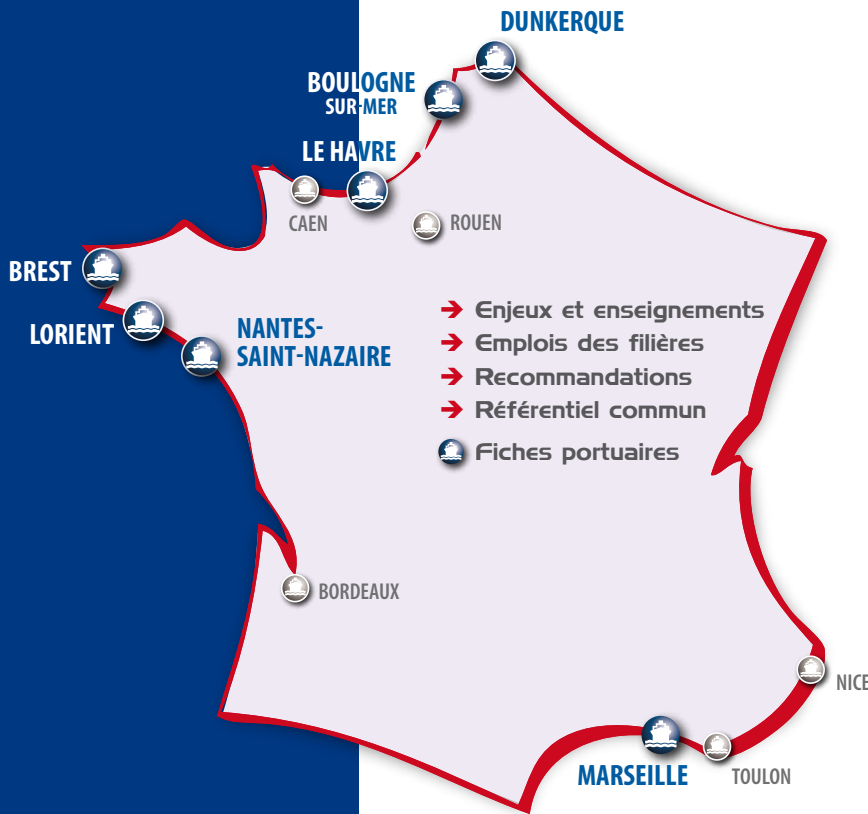 DUNKERQUE
BOULOGNE
SUR-MER
LE HAVRE
CAEN
ROUEN
BREST
LORIENT
NANTES-
SAINT-NAZAIRE
➔ Enjeux et enseignements
➔ Emplois des filières
➔ Recommandations
➔ Référentiel commun
Fiches portuaires
BORDEAUX
NICE
MARSEILLE
TOULON